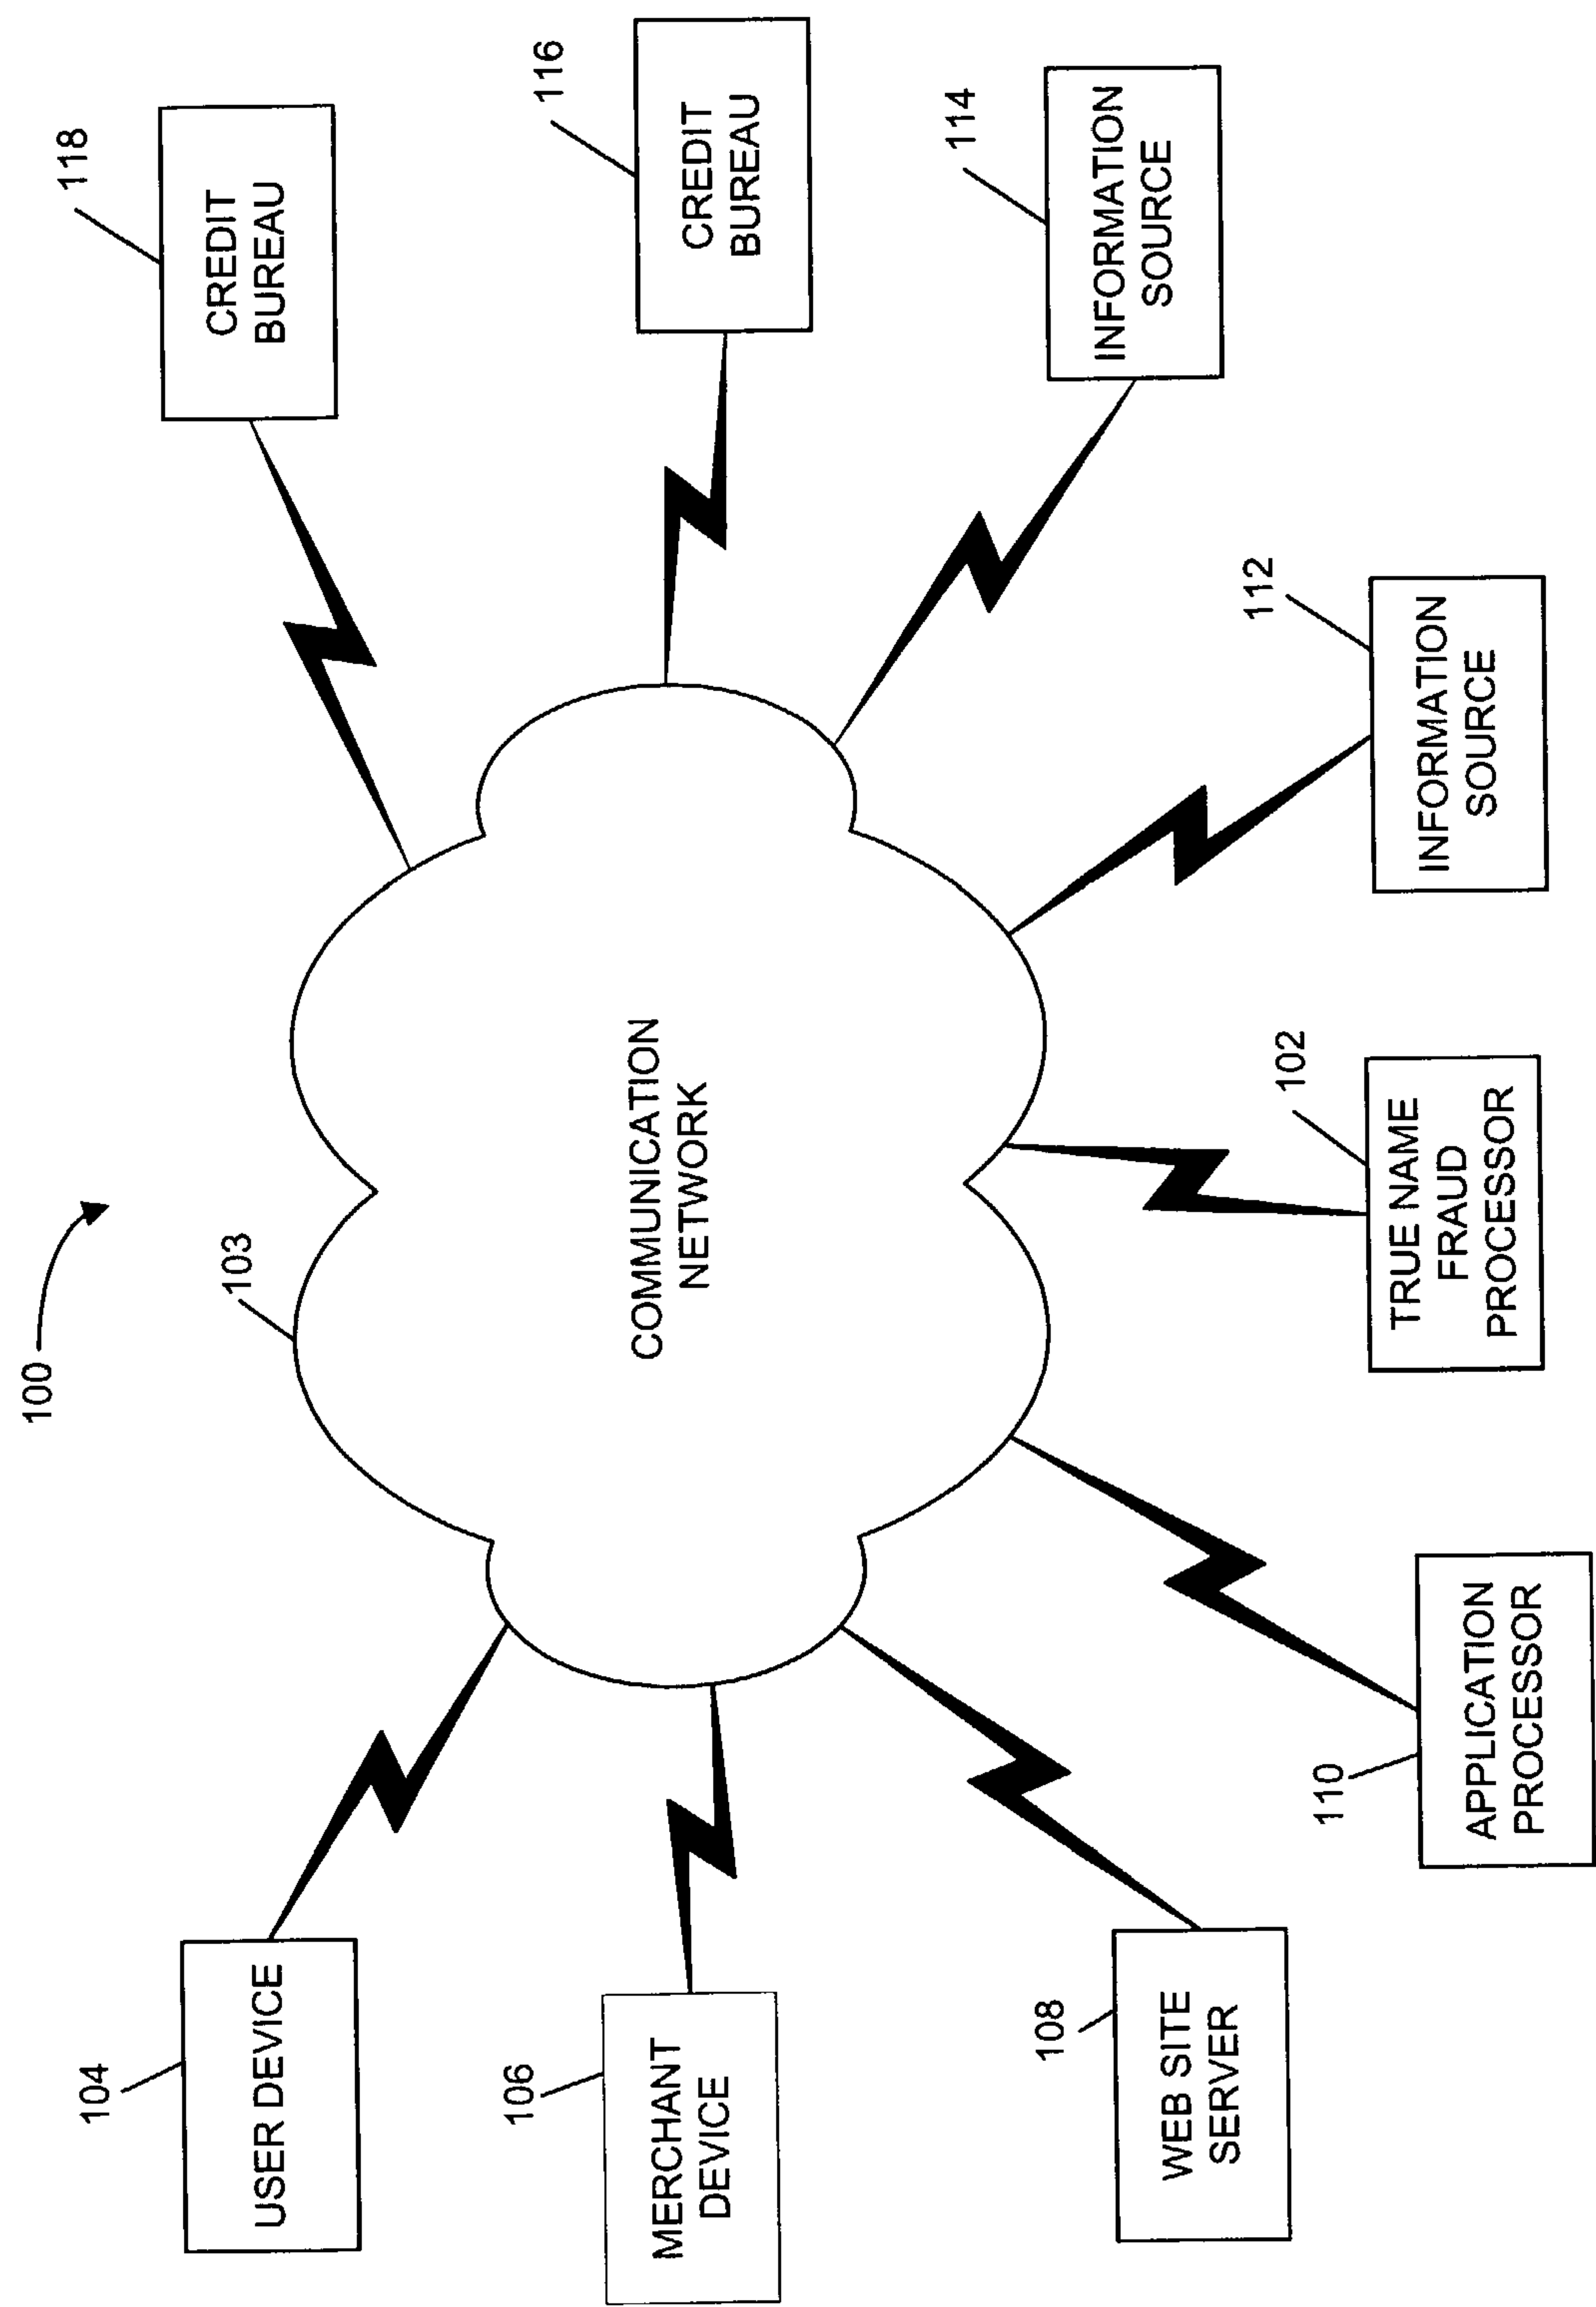 100
103
COMMUNICATION
NETWORK
104
USER DEVICE
106
MERCHANT
DEVICE
108
WEB SITE
SERVER
110
APPLICATION
PROCESSOR
102
TRUE NAME
FRAUD
PROCESSOR
112
INFORMATION
SOURCE
114
INFORMATION
SOURCE
116
CREDIT
BUREAU
118
CREDIT
BUREAU